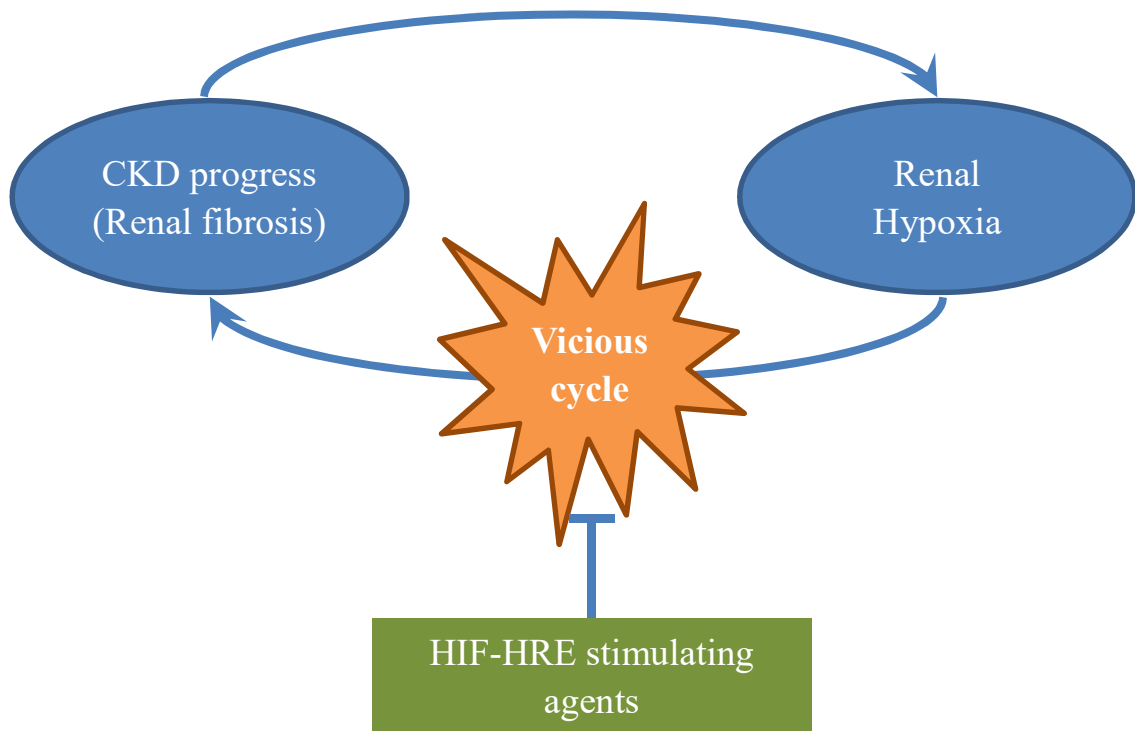 CKD progress
(Renal fibrosis)
Renal
Hypoxia
Vicious
cycle
HIF-HRE stimulating
agents